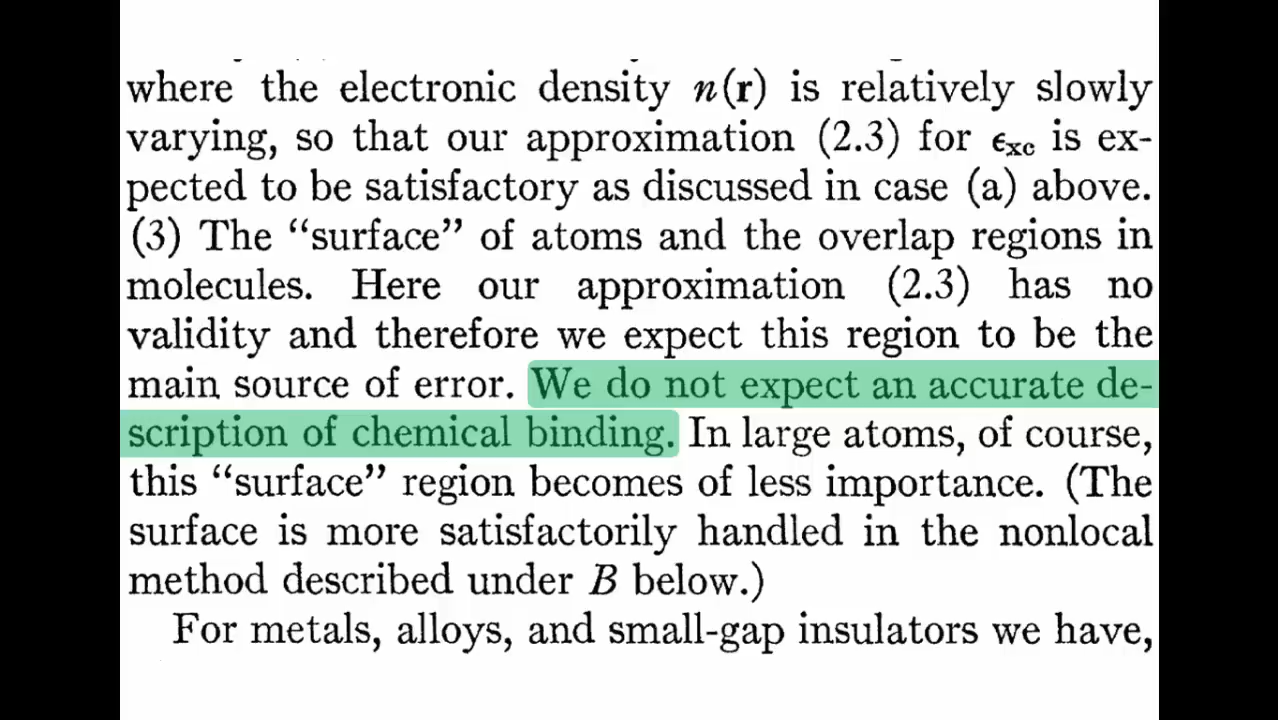 where the electronic density n(r) is relatively slowly
varying, so that our approximation (2.3) for ϵxc is ex-
pected to be satisfactory as discussed in case (a) above.
(3) The “surface” of atoms and the overlap regions in
molecules. Here our approximation (2.3) has no
validity and therefore we expect this region to be the
main source of error. We do not expect an accurate de-
scription of chemical binding. In large atoms, of course,
this “surface” region becomes of less importance. (The
surface is more satisfactorily handled in the nonlocal
method described under B below.)
For metals, alloys, and small-gap insulators we have,